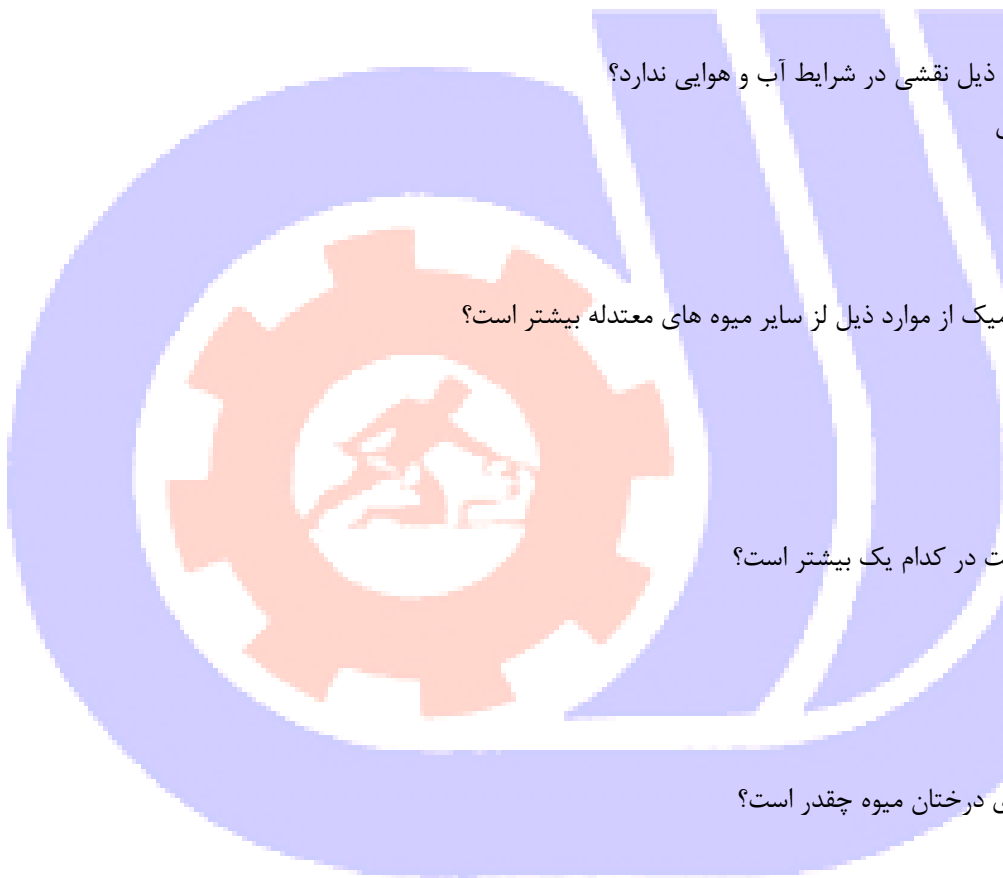 ذیل نقشی در شرایط آب و هوایی ندارد؟
از موارد ذیل لز سایر میوه های معتدله بیشتر است؟
در کدام یک بیشتر است؟
درختان میوه چقدر است؟